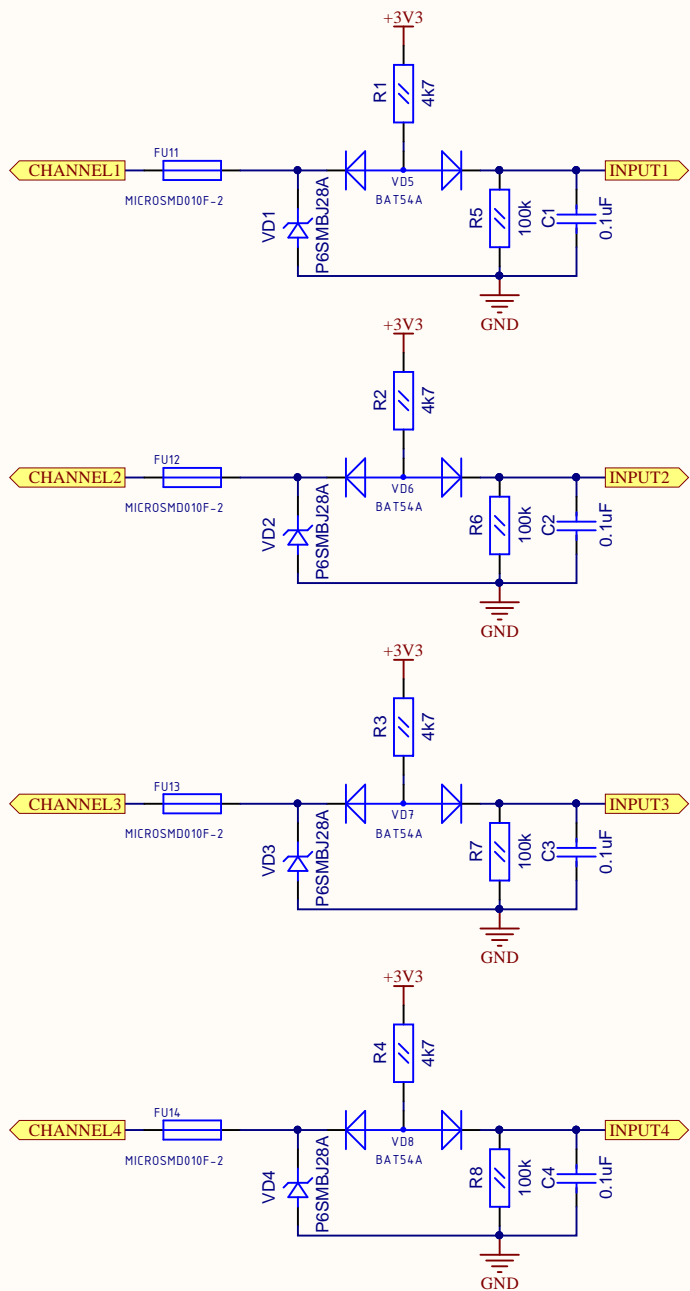 +3V3
R1
4k7
CHANNEL1
FU11
MICROSMD010F-2
VD1
P6SMBJ28A
VD5
BAT54A
R5
100k
C1
0.1uF
INPUT1
GND
+3V3
R2
4k7
CHANNEL2
FU12
MICROSMD010F-2
VD2
P6SMBJ28A
VD6
BAT54A
R6
100k
C2
0.1uF
INPUT2
GND
+3V3
R3
4k7
CHANNEL3
FU13
MICROSMD010F-2
VD3
P6SMBJ28A
VD7
BAT54A
R7
100k
C3
0.1uF
INPUT3
GND
+3V3
R4
4k7
CHANNEL4
FU14
MICROSMD010F-2
VD4
P6SMBJ28A
VD8
BAT54A
R8
100k
C4
0.1uF
INPUT4
GND